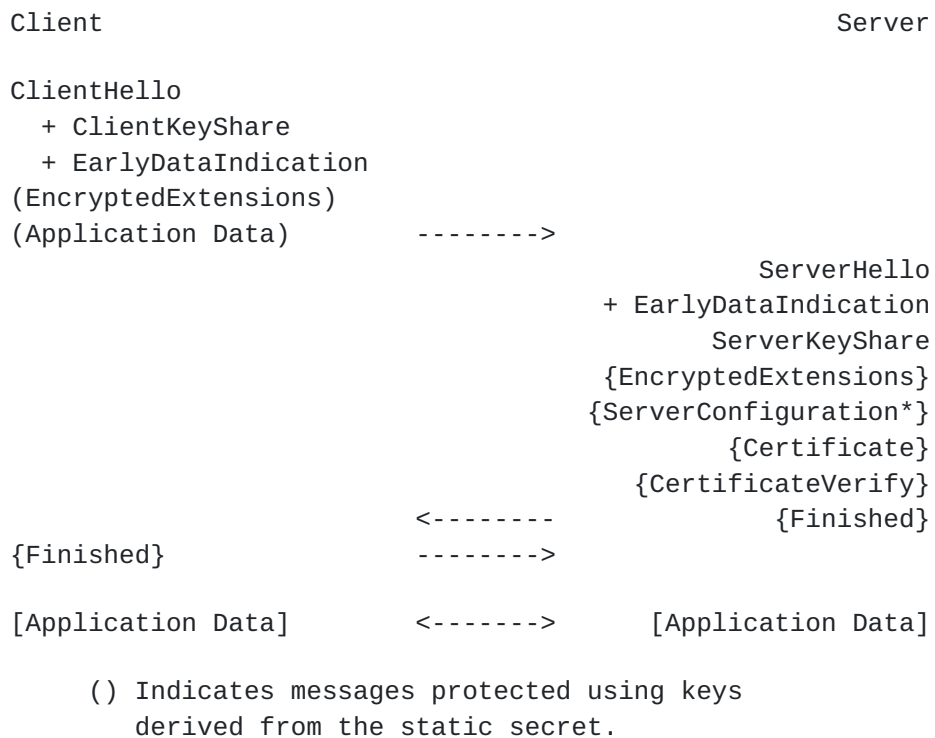 Client                                               Server

ClientHello
  + ClientKeyShare
  + EarlyDataIndication
(EncryptedExtensions)
(Application Data)        -------->
                                                ServerHello
                                      + EarlyDataIndication
                                             ServerKeyShare
                                      {EncryptedExtensions}
                                     {ServerConfiguration*}
                                              {Certificate}
                                        {CertificateVerify}
                          <--------              {Finished}
{Finished}                -------->

[Application Data]        <------->      [Application Data]

     () Indicates messages protected using keys
        derived from the static secret.